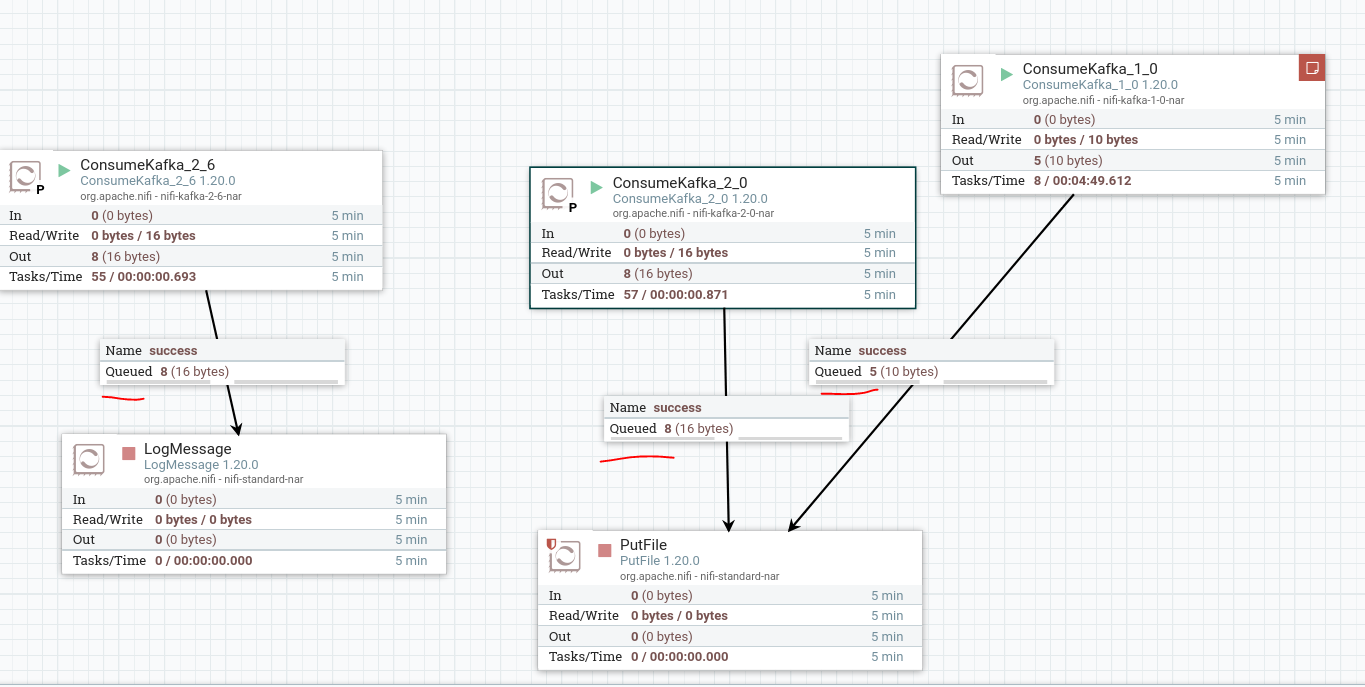 ConsumeKafka_1_0
ConsumeKafka_1_0 1.20.0
org.apache.nifi - nifi-kafka-1-0-nar
In 0 (0 bytes) 5 min
Read/Write 0 bytes / 10 bytes 5 min
Out 5 (10 bytes) 5 min
Tasks/Time 8 / 00:04:49.612 5 min
ConsumeKafka_2_6
ConsumeKafka_2_6 1.20.0
org.apache.nifi - nifi-kafka-2-6-nar
P
In 0 (0 bytes) 5 min
Read/Write 0 bytes / 16 bytes 5 min
Out 8 (16 bytes) 5 min
Tasks/Time 55 / 00:00:00.693 5 min
ConsumeKafka_2_0
ConsumeKafka_2_0 1.20.0
org.apache.nifi - nifi-kafka-2-0-nar
P
In 0 (0 bytes) 5 min
Read/Write 0 bytes / 16 bytes 5 min
Out 8 (16 bytes) 5 min
Tasks/Time 57 / 00:00:00.871 5 min
Name success
Queued 8 (16 bytes)
Name success
Queued 5 (10 bytes)
Name success
Queued 8 (16 bytes)
LogMessage
LogMessage 1.20.0
org.apache.nifi - nifi-standard-nar
In 0 (0 bytes) 5 min
Read/Write 0 bytes / 0 bytes 5 min
Out 0 (0 bytes) 5 min
Tasks/Time 0 / 00:00:00.000 5 min
PutFile
PutFile 1.20.0
org.apache.nifi - nifi-standard-nar
In 0 (0 bytes) 5 min
Read/Write 0 bytes / 0 bytes 5 min
Out 0 (0 bytes) 5 min
Tasks/Time 0 / 00:00:00.000 5 min